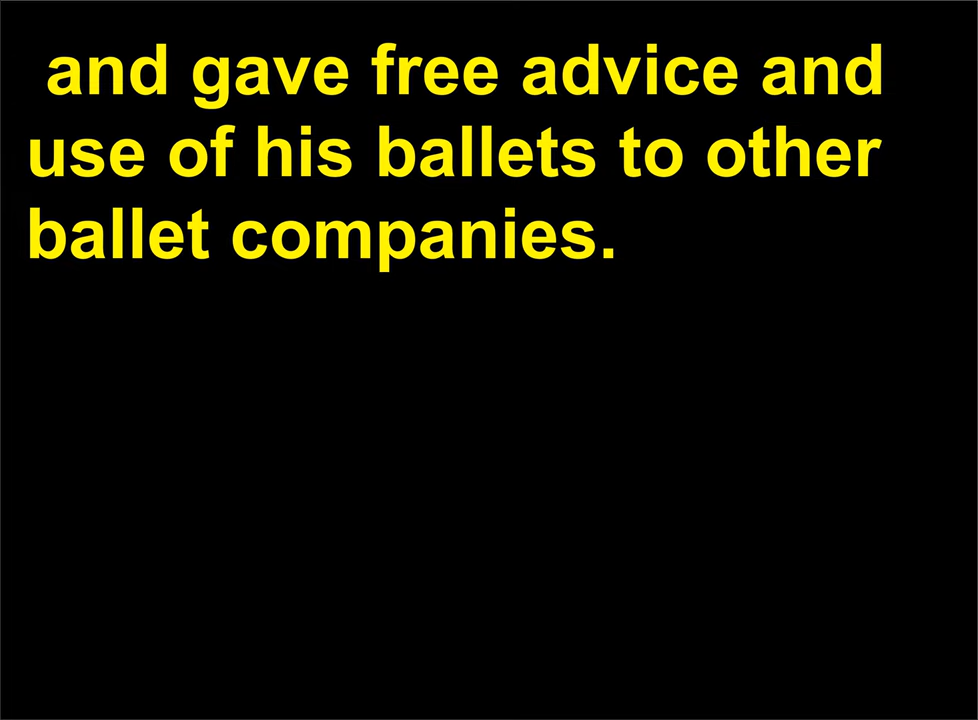 and gave free advice and
use of his ballets to other
ballet companies.